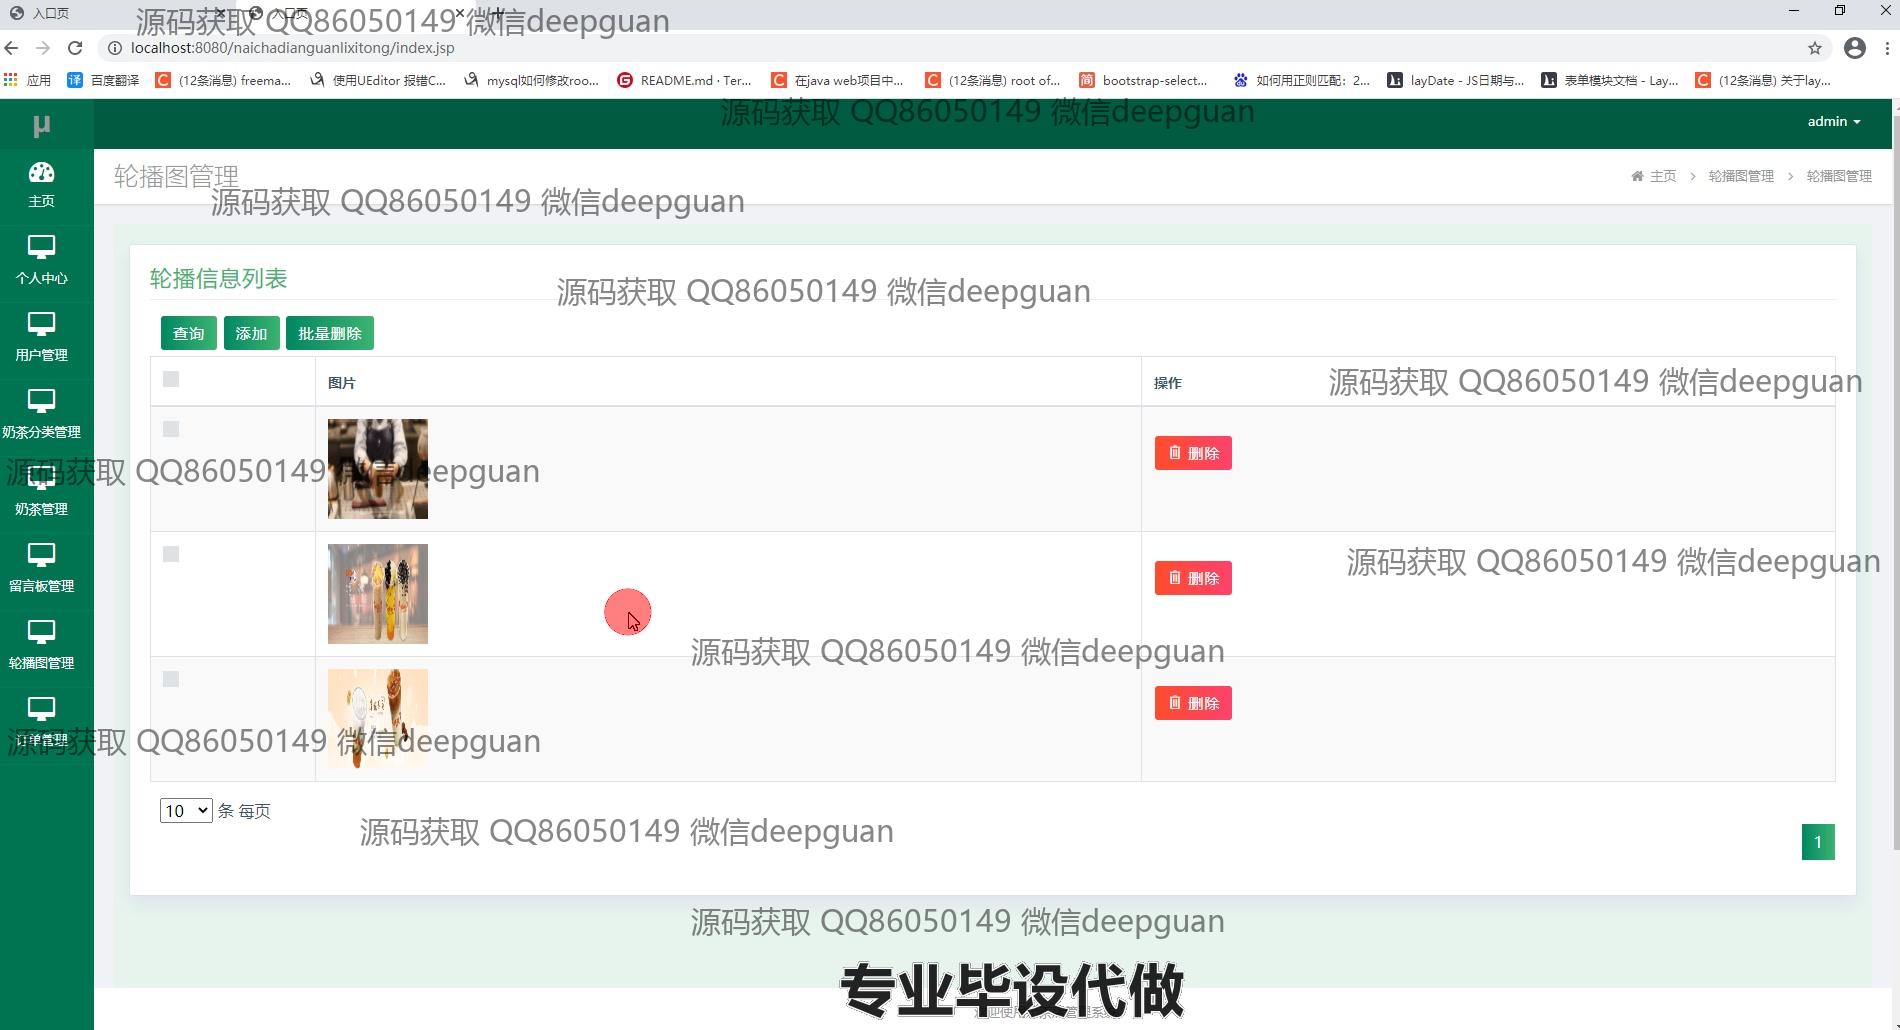 入口页
入口页
源码获取 QQ86050149 微信deepguan
localhost:8080/naichadianguanlixitong/index.jsp
应用
译 百度翻译
(12条消息) freema...
使用UEditor 报错C...
mysql如何修改roo...
README.md · Ter...
在java web项目中...
(12条消息) root of...
简 bootstrap-select...
如何用正则匹配：2...
layDate - JS日期与...
表单模块文档 - Lay...
(12条消息) 关于lay...
源码获取 QQ86050149 微信deepguan
μ
admin
主页
轮播图管理
主页 > 轮播图管理 > 轮播图管理
源码获取 QQ86050149 微信deepguan
个人中心
轮播信息列表
源码获取 QQ86050149 微信deepguan
查询 添加 批量删除
用户管理
图片 操作
源码获取 QQ86050149 微信deepguan
奶茶分类管理
删除
源码获取 QQ86050149 微信deepguan
奶茶管理
删除
源码获取 QQ86050149 微信deepguan
留言板管理
源码获取 QQ86050149 微信deepguan
轮播图管理
删除
订单管理
源码获取 QQ86050149 微信deepguan
10 条 每页
源码获取 QQ86050149 微信deepguan
1
源码获取 QQ86050149 微信deepguan
专业毕设代做